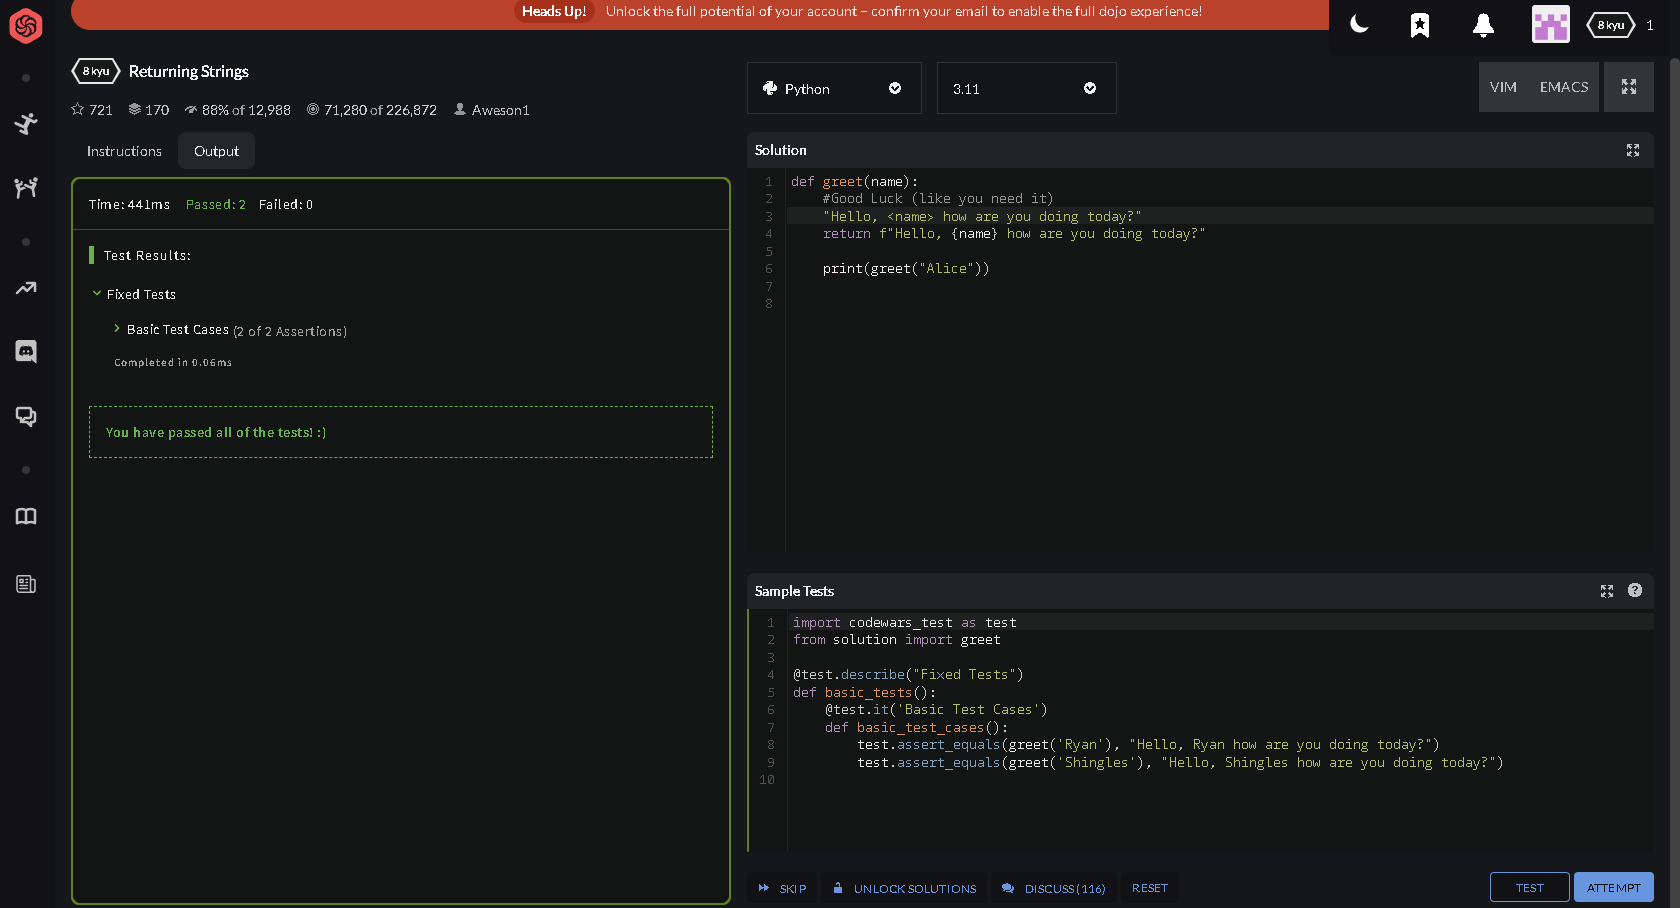 Heads Up! Unlock the full potential of your account – confirm your email to enable the full dojo experience!
8 kyu 1
8 kyu Returning Strings
721 170 88% of 12,988 71,280 of 226,872 Aweson1
Instructions Output
Time: 441ms Passed: 2 Failed: 0
Test Results:
Fixed Tests
Basic Test Cases (2 of 2 Assertions)
Completed in 0.06ms
You have passed all of the tests! :)
Python 3.11 VIM EMACS
Solution
1 def greet(name):
2 #Good Luck (like you need it)
3 "Hello, <name> how are you doing today?"
4 return f"Hello, {name} how are you doing today?"
5
6 print(greet("Alice"))
7
8
Sample Tests
1 import codewars_test as test
2 from solution import greet
3
4 @test.describe("Fixed Tests")
5 def basic_tests():
6 @test.it('Basic Test Cases')
7 def basic_test_cases():
8 test.assert_equals(greet('Ryan'), "Hello, Ryan how are you doing today?")
9 test.assert_equals(greet('Shingles'), "Hello, Shingles how are you doing today?")
10
SKIP UNLOCK SOLUTIONS DISCUSS (116) RESET TEST ATTEMPT